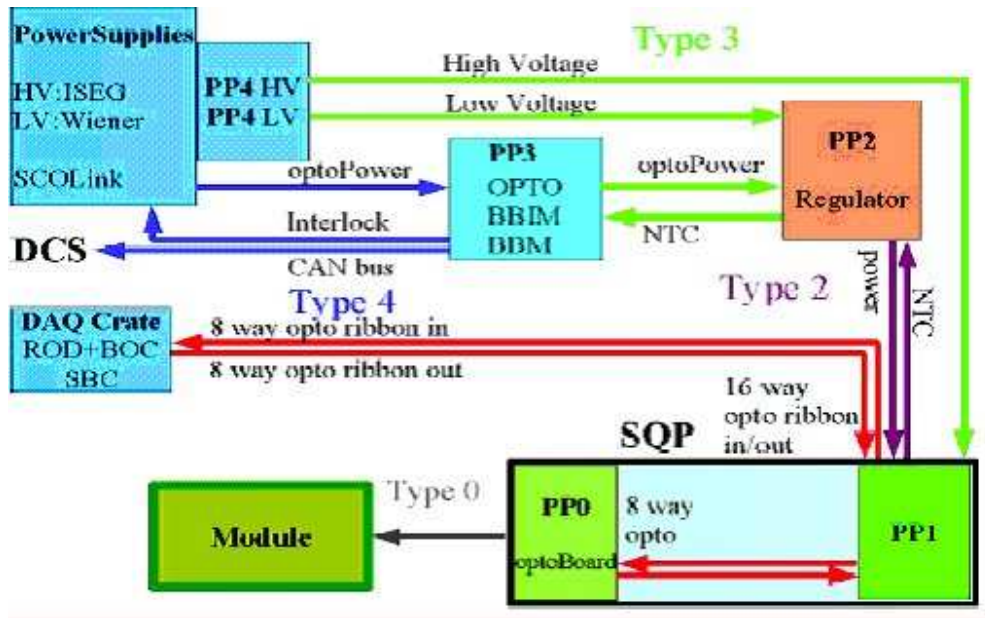 PowerSupplies
HV:ISEG
LV:Wiener
SCOLink
PP4 HV
PP4 LV
Type 3
High Voltage
Low Voltage
PP2
Regulator
PP3
OPTO
BBIM
BBM
optoPower
optoPower
NTC
Interlock
DCS
CAN bus
Type 4
Type 2
power
NTC
DAQ Crate
ROD+BOC
SBC
8 way opto ribbon in
8 way opto ribbon out
16 way
opto ribbon
in/out
SQP
Type 0
Module
PP0
optoBoard
8 way
opto
PP1